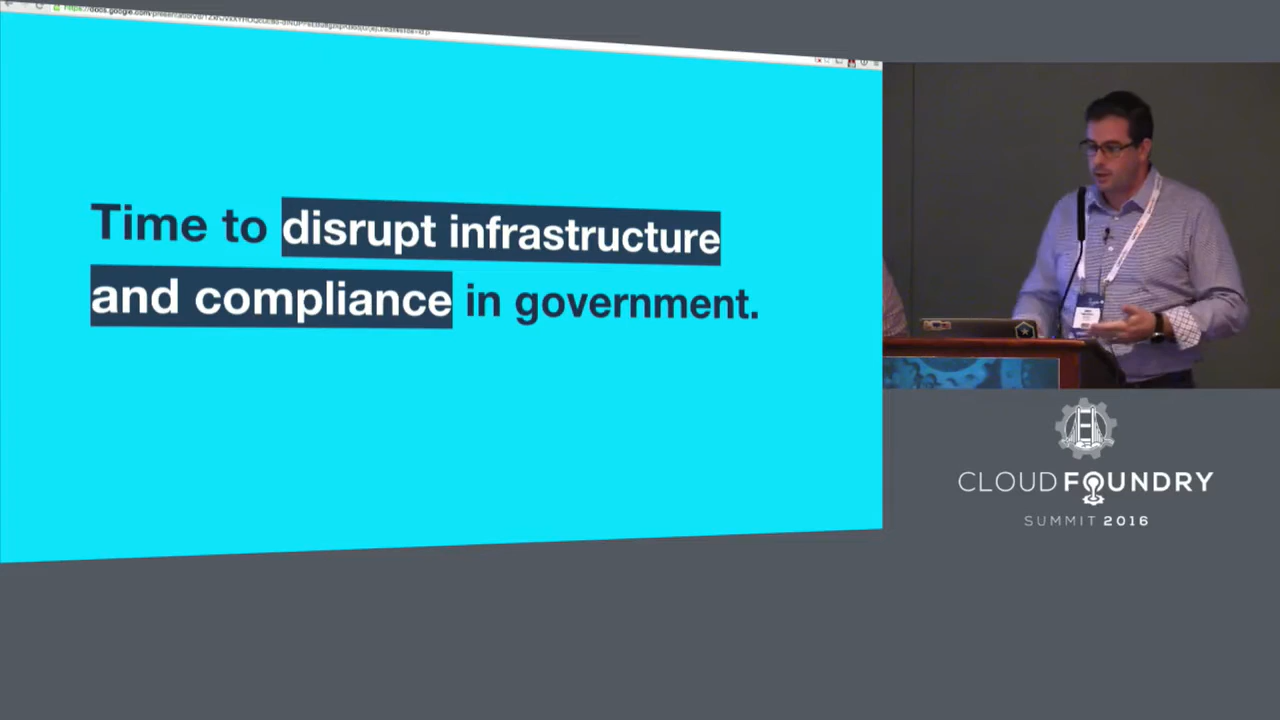 Time to disrupt infrastructure
and compliance in government.
CLOUD FOUNDRY
SUMMIT 2016